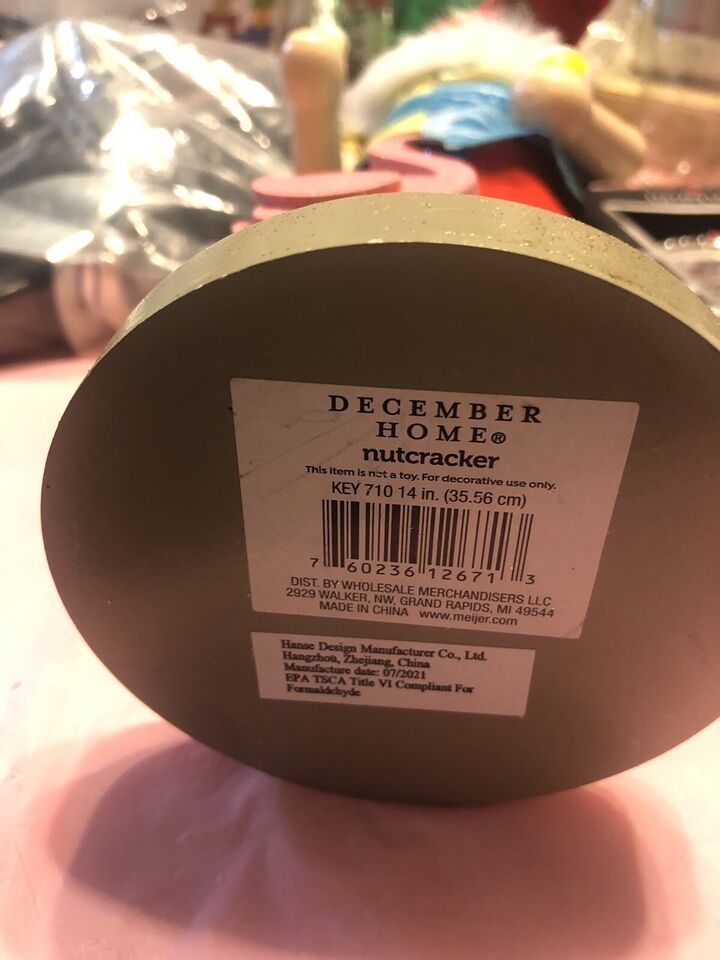 DECEMBER
HOME®
nutcracker
This item is not a toy. For decorative use only.
KEY 710 14 in. (35.56 cm)
7 60236 12671 3
DIST. BY WHOLESALE MERCHANDISERS LLC
2929 WALKER, NW, GRAND RAPIDS, MI 49544
MADE IN CHINA www.meijer.com
Hanse Design Manufacturer Co., Ltd.
Hangzhou, Zhejiang, China
Manufacture date: 07/2021
EPA TSCA Title VI Compliant For
Formaldehyde